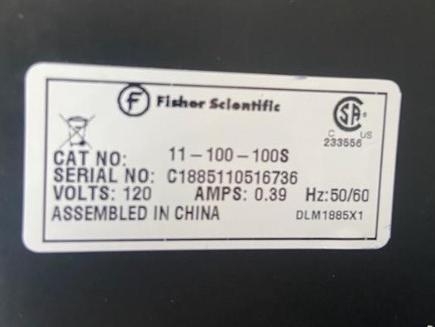 Fisher Scientific
SA
C US
233556
CAT NO: 11-100-100S
SERIAL NO: C1885110516736
VOLTS: 120 AMPS: 0.39 Hz:50/60
ASSEMBLED IN CHINA DLM1885X1